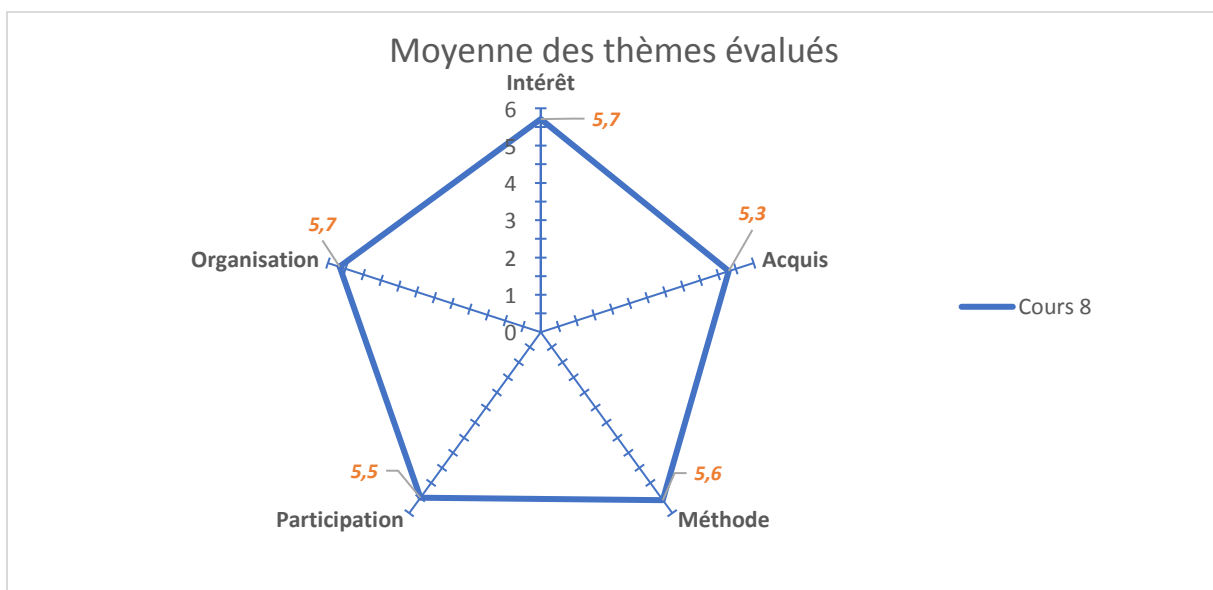 Moyenne des thèmes évalués
Intérêt
6
5,7
5
4
3
2
1
0
5,3
Acquis
5,7
Organisation
Cours 8
5,5
Participation
5,6
Méthode